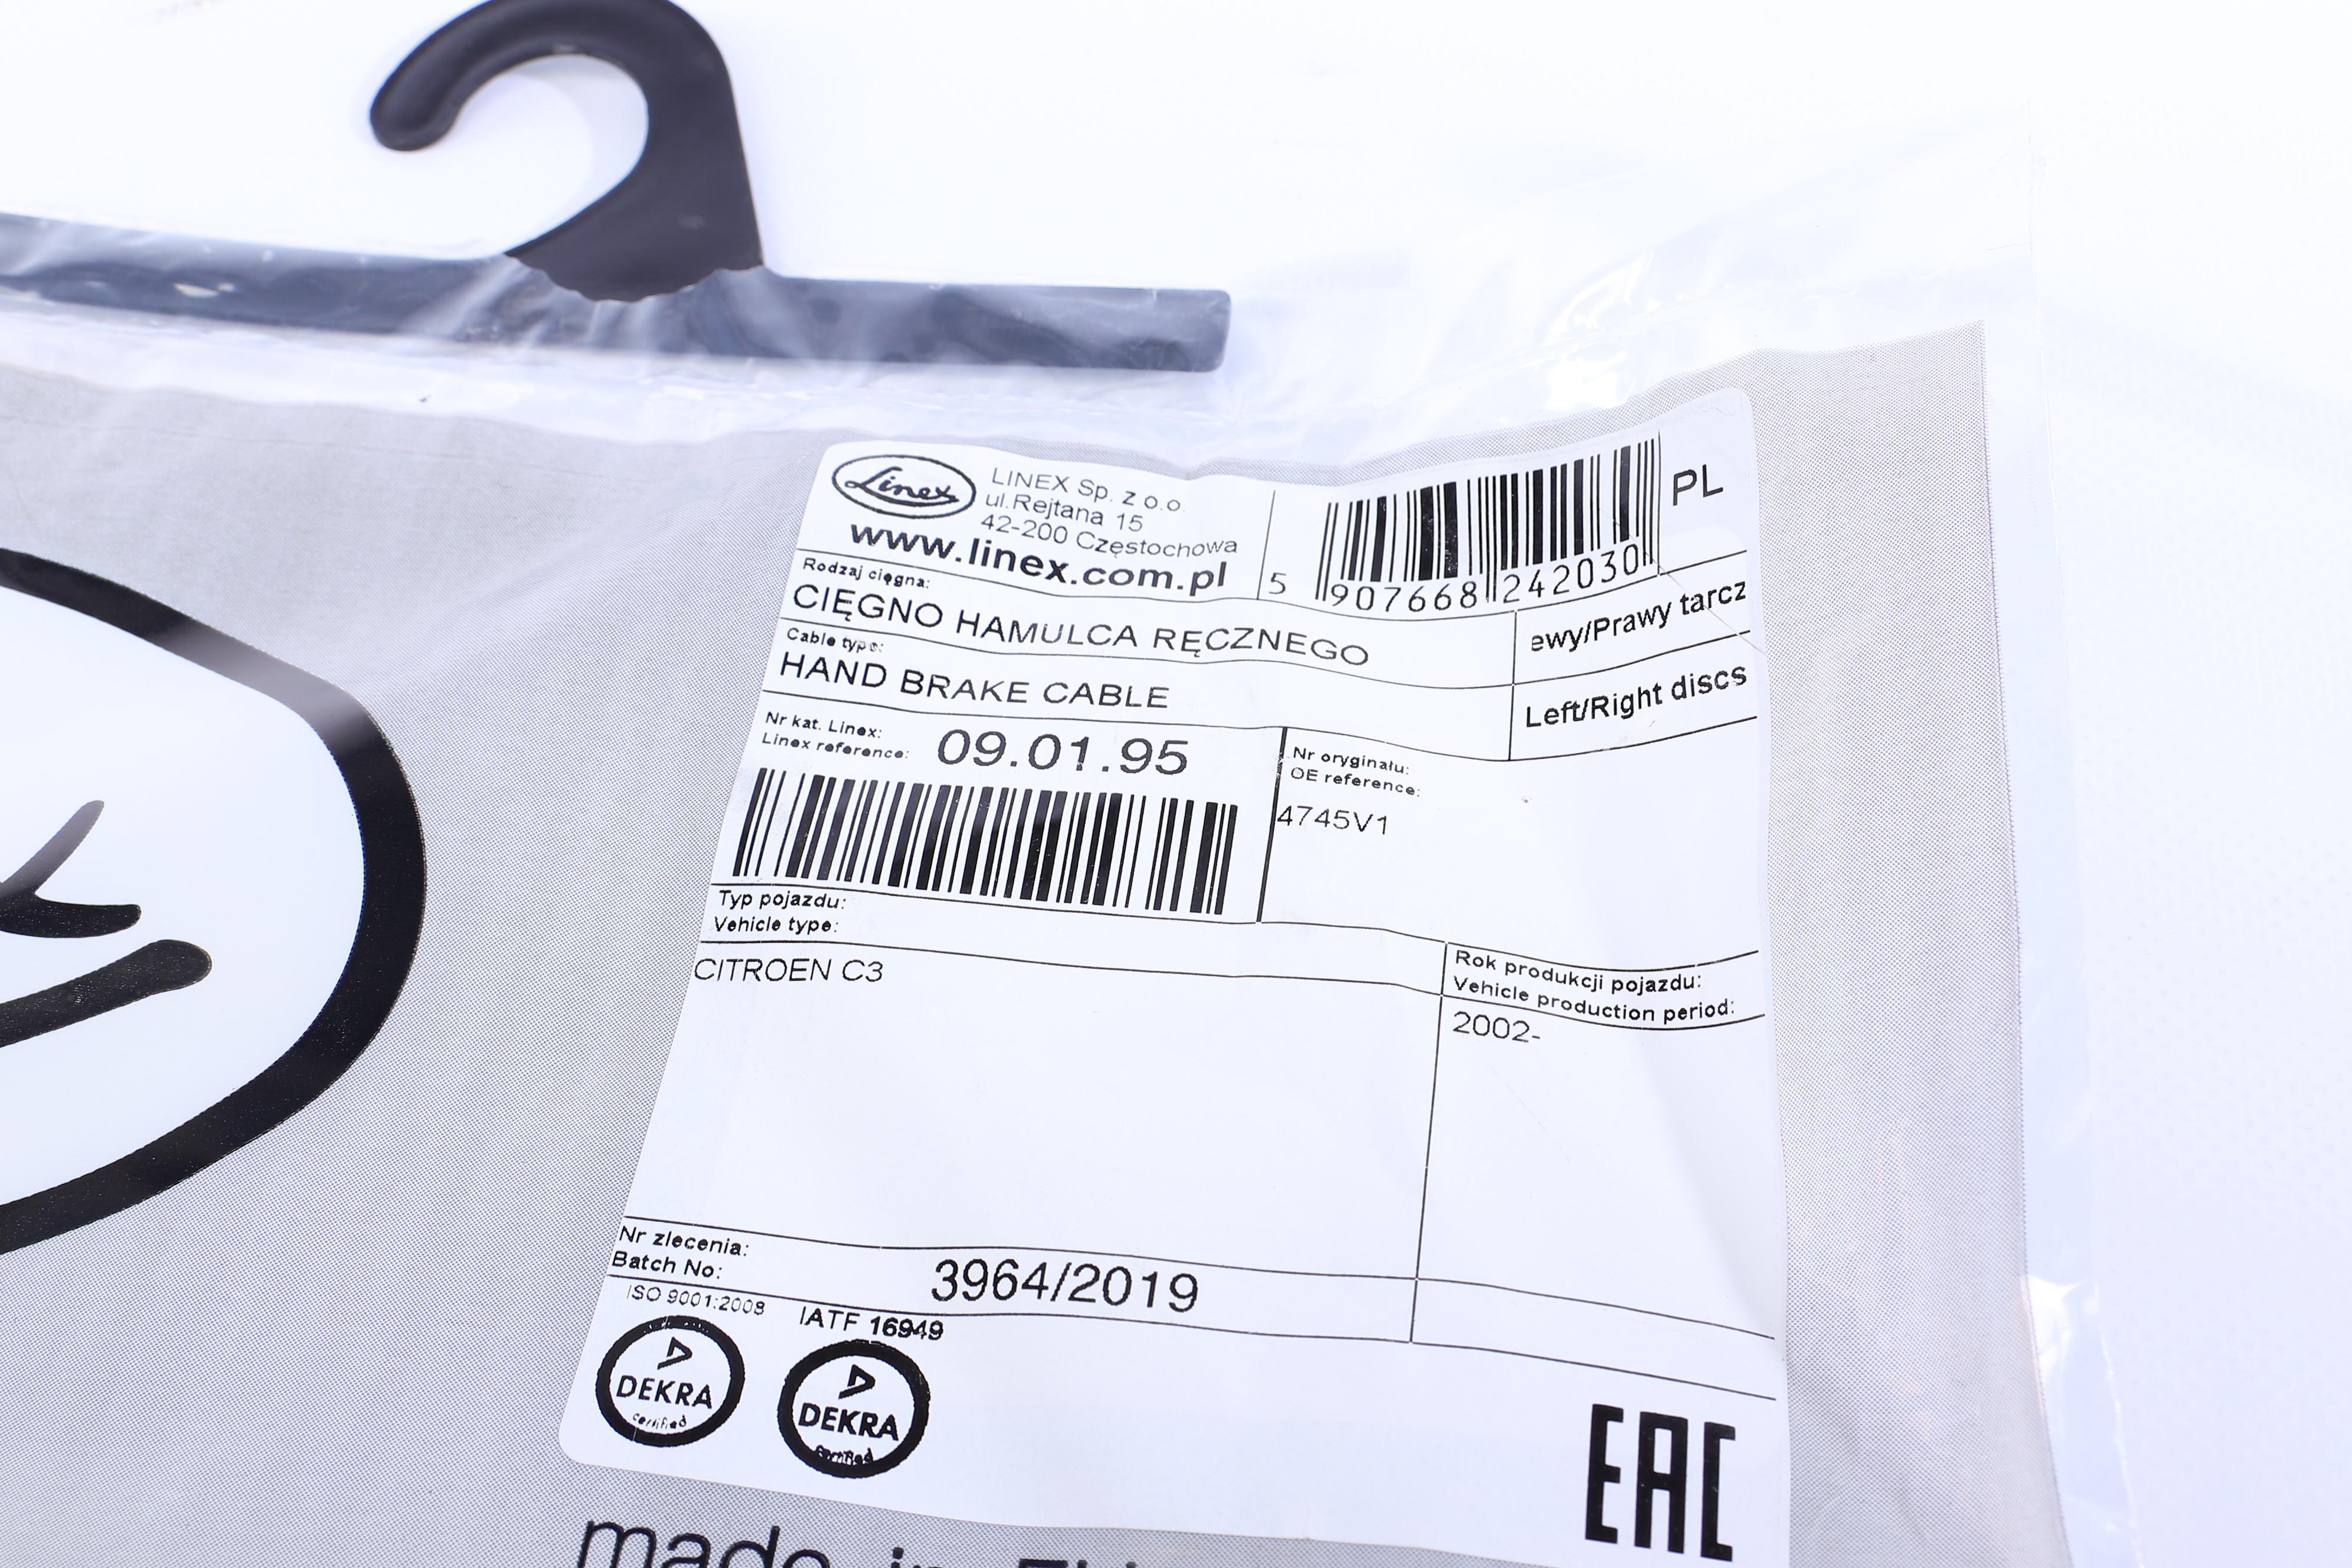 Linex
LINEX Sp. z o.o.
ul.Rejtana 15
42-200 Częstochowa
www.linex.com.pl
5 907668 242030
PL
Rodzaj cięgna:
CIĘGNO HAMULCA RĘCZNEGO
ewy/Prawy tarcz
Cable type:
HAND BRAKE CABLE
Left/Right discs
Nr kat. Linex:
Linex reference:
09.01.95
Nr oryginału:
OE reference:
4745V1
Typ pojazdu:
Vehicle type:
CITROEN C3
Rok produkcji pojazdu:
Vehicle production period:
2002-
Nr zlecenia:
Batch No:
3964/2019
ISO 9001:2008
IATF 16949
DEKRA
certified
DEKRA
certified
EAC
made in